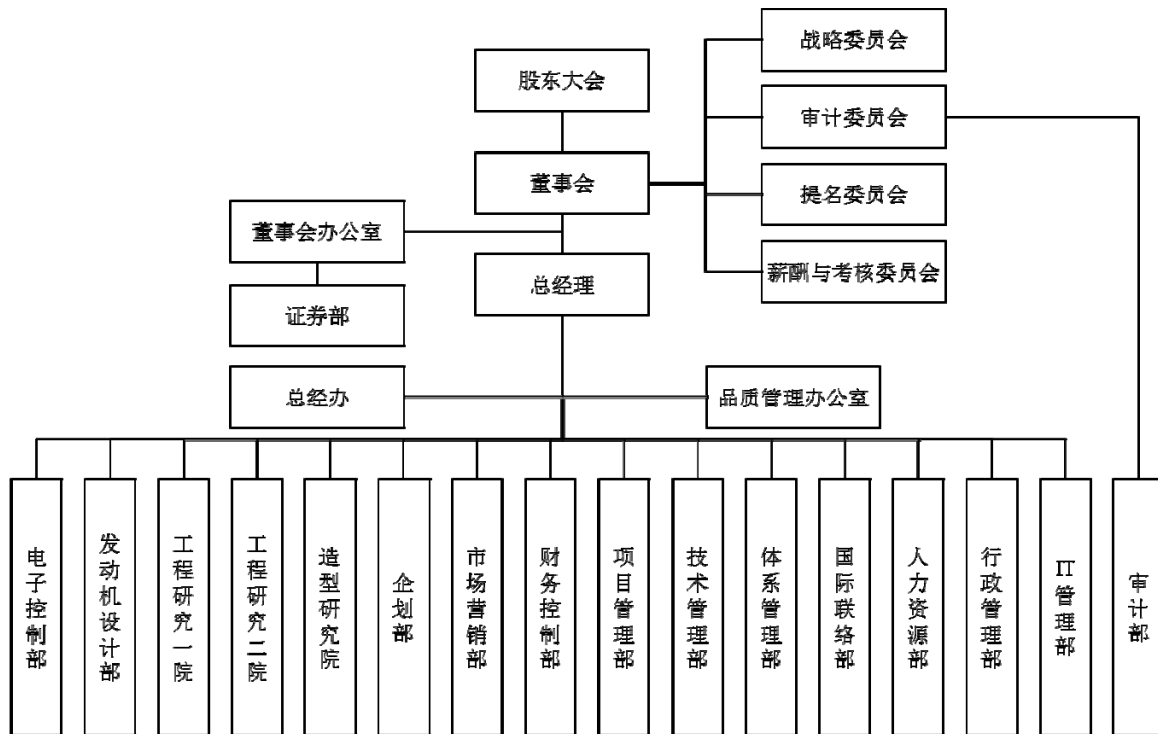 战略委员会
股东大会
审计委员会
董事会
提名委员会
董事会办公室
总经理
薪酬与考核委员会
证券部
总经办
品质管理办公室
电子控制部
发动机设计部
工程研究一院
工程研究二院
造型研究院
企划部
市场营销部
财务控制部
项目管理部
技术管理部
体系管理部
国际联络部
人力资源部
行政管理部
IT管理部
审计部